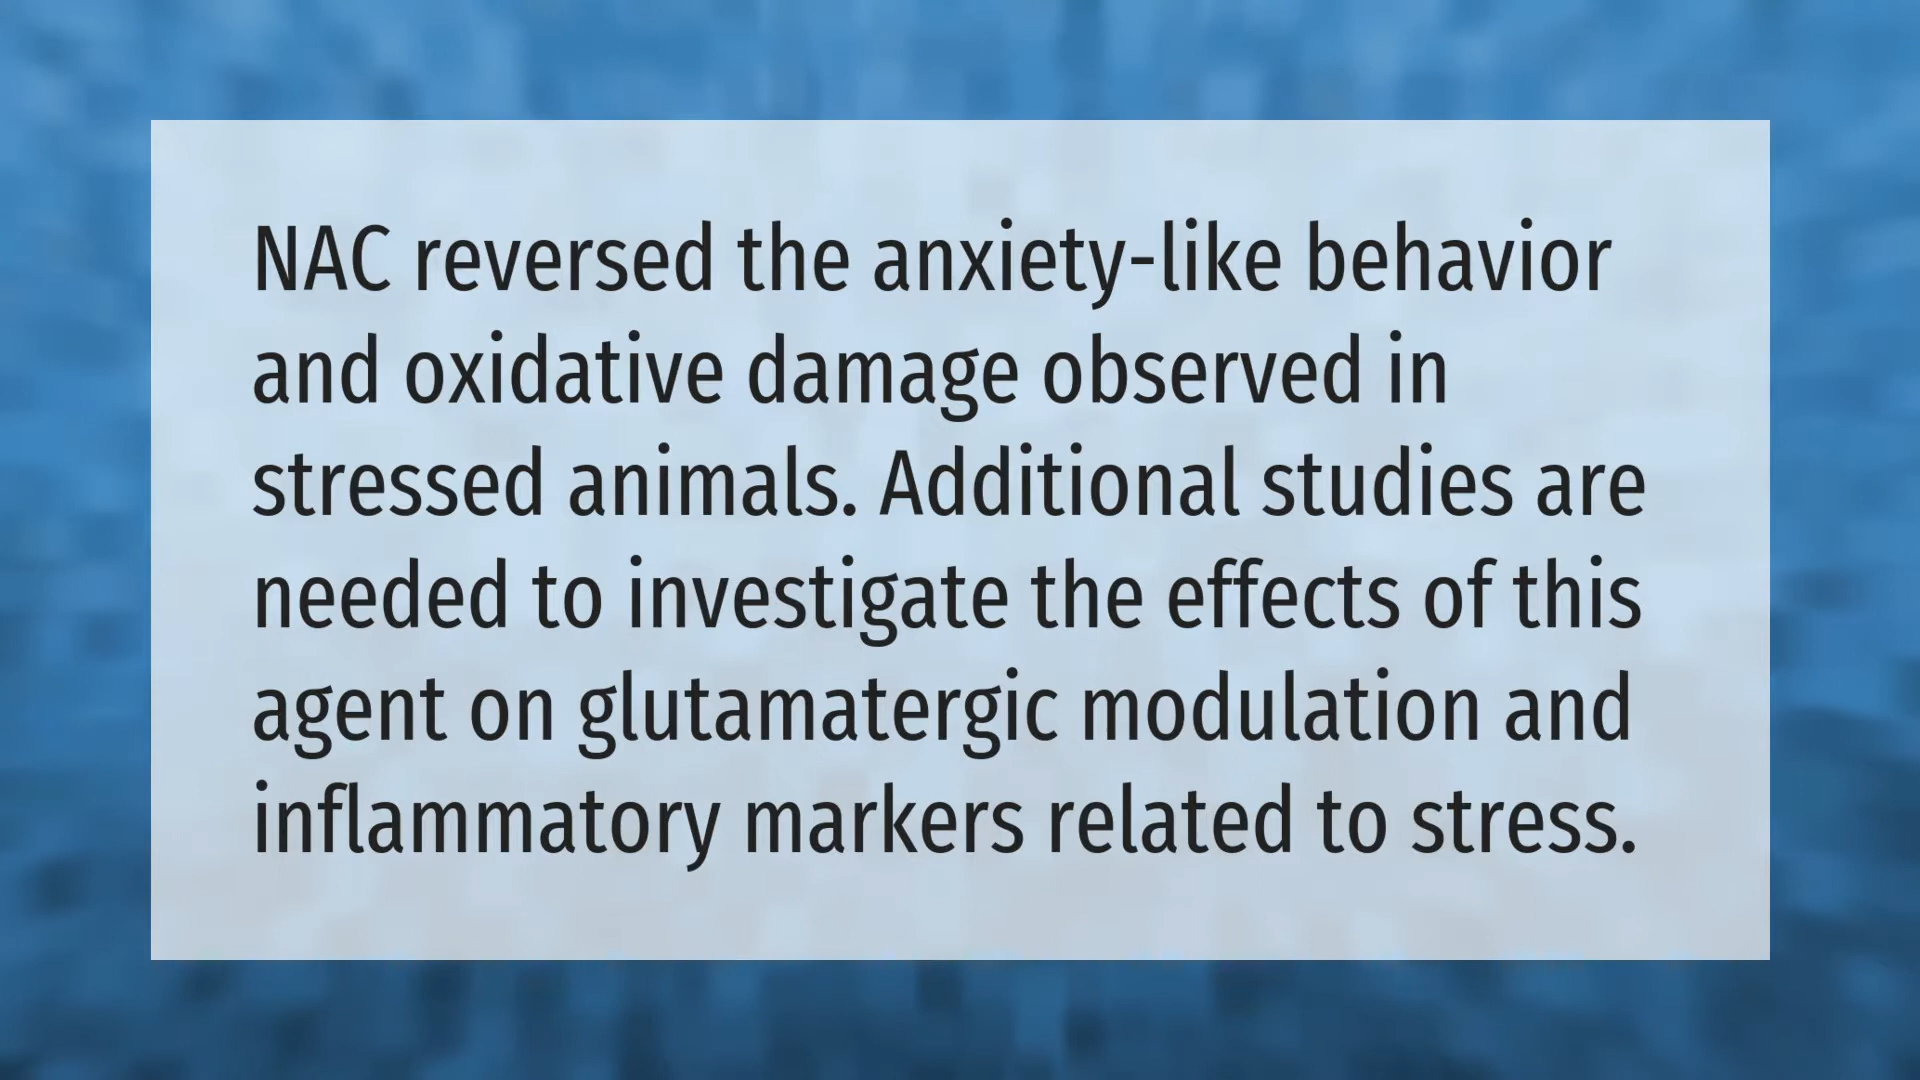 NAC reversed the anxiety-like behavior
and oxidative damage observed in
stressed animals. Additional studies are
needed to investigate the effects of this
agent on glutamatergic modulation and
inflammatory markers related to stress.